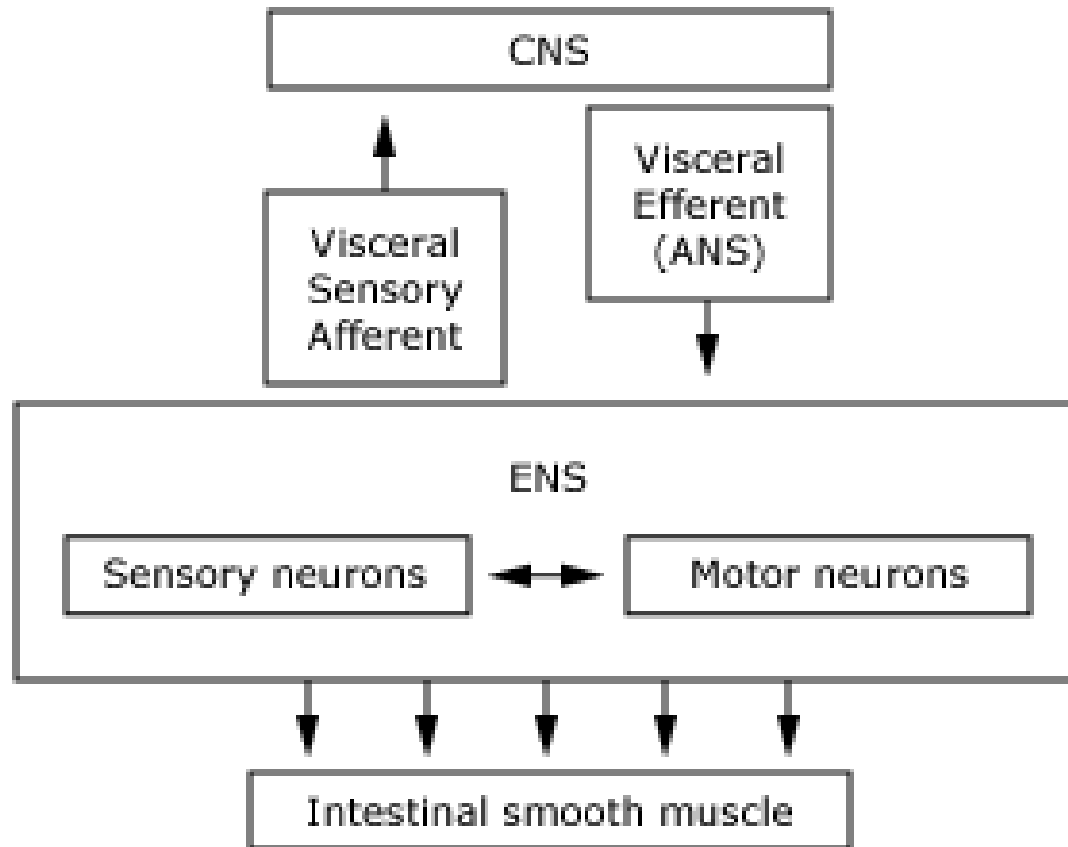 CNS
Visceral
Efferent
(ANS)
Visceral
Sensory
Afferent
ENS
Sensory neurons
Motor neurons
Intestinal smooth muscle